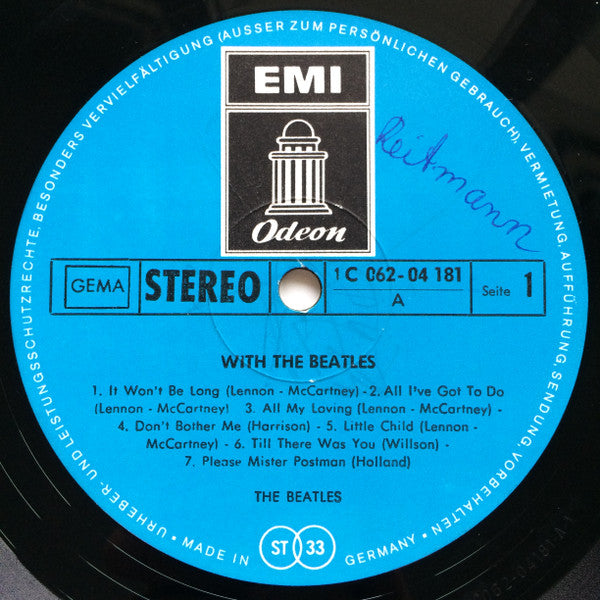 URHEBER- UND LEISTUNGSSCHUTZRECHTE, BESONDERS VERVIELFÄLTIGUNG (AUSSER ZUM PERSÖNLICHEN GEBRAUCH), VERMIETUNG, AUFFÜHRUNG, SENDUNG, VORBEHALTEN
EMI
Odeon
Reitmann
GEMA STEREO 1 C 062-04 181 Seite 1
A
WITH THE BEATLES
1. It Won't Be Long (Lennon - McCartney) - 2. All I've Got To Do
(Lennon - McCartney) 3. All My Loving (Lennon - McCartney) -
4. Don't Bother Me (Harrison) - 5. Little Child (Lennon -
McCartney) - 6. Till There Was You (Willson) -
7. Please Mister Postman (Holland)
THE BEATLES
• MADE IN ST 33 GERMANY •